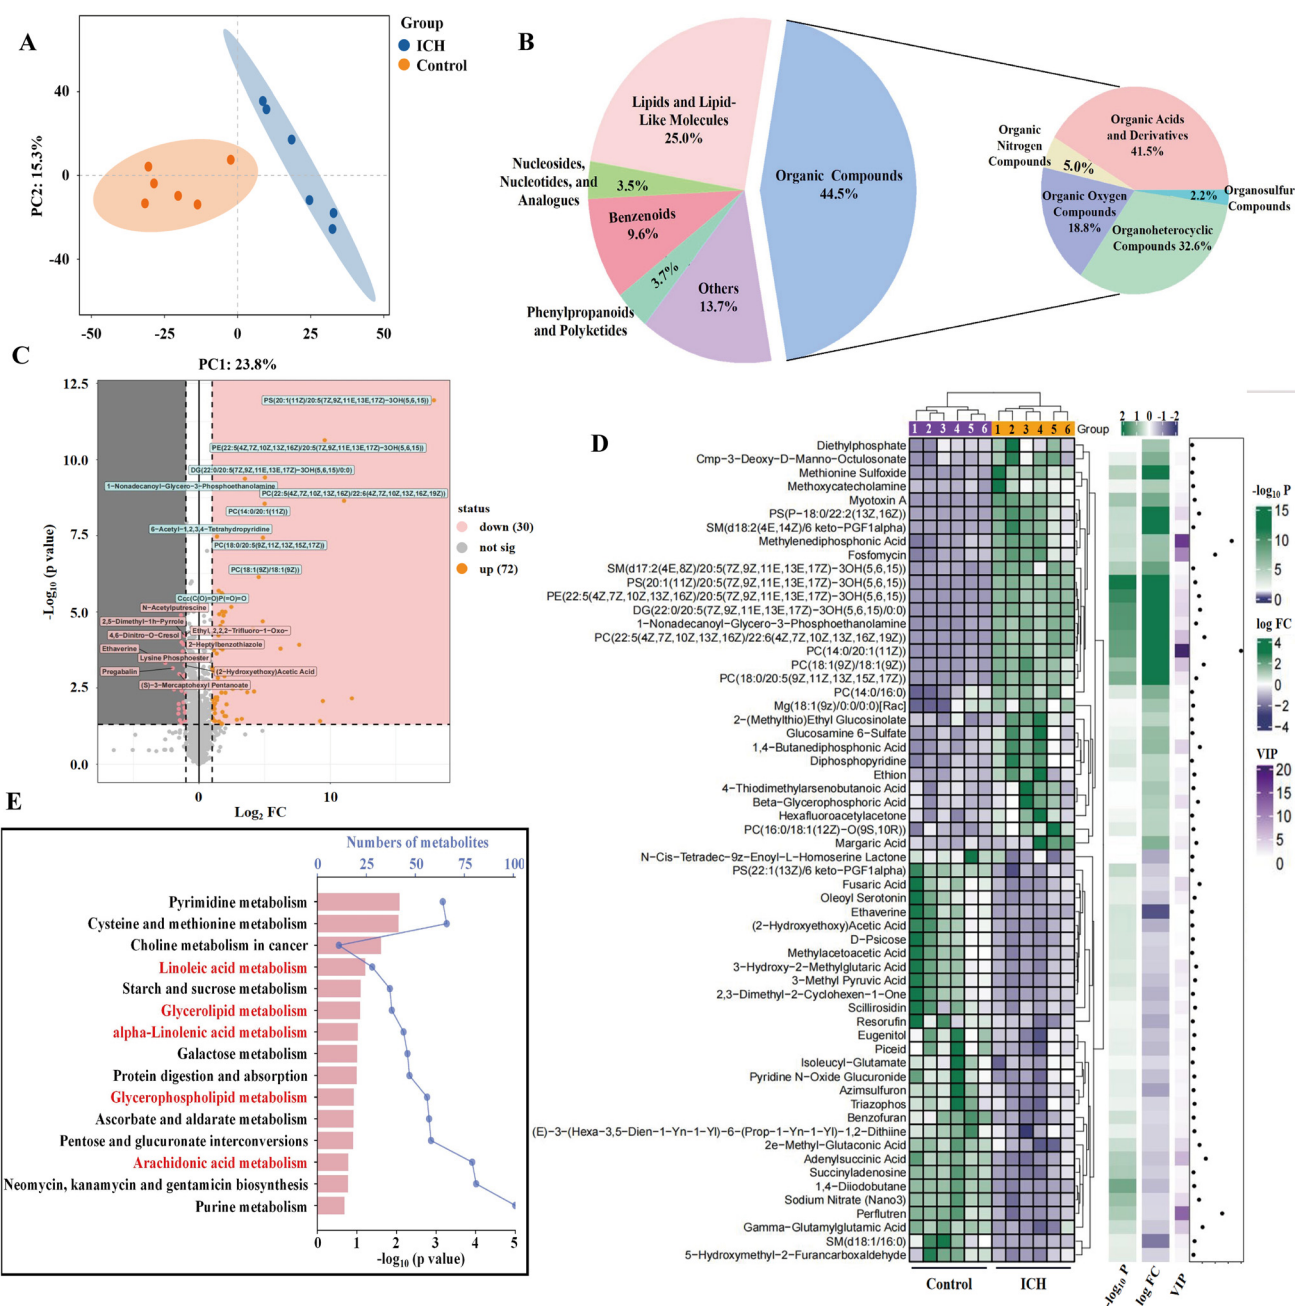 A
Group
ICH
Control
PC2: 15.3%
40
0
-40
-50
-25
0
25
50
PC1: 23.8%
B
Lipids and Lipid-
Like Molecules
25.0%
Nucleosides,
Nucleotides, and
Analogues
3.5%
Benzenoids
9.6%
3.7%
Phenylpropanoids
and Polyketides
Others
13.7%
Organic Compounds
44.5%
Organic Acids
and Derivatives
41.5%
Organic
Nitrogen
Compounds
5.0%
Organic Oxygen
Compounds
18.8%
Organoheterocyclic
Compounds 32.6%
2.2%
Organosulfur
Compounds
C
-Log10 (p value)
12.5
10.0
7.5
5.0
2.5
0.0
PS(20:1(11Z)/20:5(7Z,9Z,11E,13E,17Z)−3OH(5,6,15))
PE(22:5(4Z,7Z,10Z,13Z,16Z)/20:5(7Z,9Z,11E,13E,17Z)−3OH(5,6,15))
DG(22:0/20:5(7Z,9Z,11E,13E,17Z)−3OH(5,6,15)/0:0)
1−Nonadecanoyl−Glycero−3−Phosphoethanolamine
PC(22:5(4Z,7Z,10Z,13Z,16Z)/22:6(4Z,7Z,10Z,13Z,16Z,19Z))
PC(14:0/20:1(11Z))
6−Acetyl−1,2,3,4−Tetrahydropyridine
PC(18:0/20:5(9Z,11Z,13Z,15Z,17Z))
PC(18:1(9Z)/18:1(9Z))
Ccc(C(O)=O)P(=O)=O
N−Acetylputrescine
2,5−Dimethyl−1h−Pyrrole
Ethyl, 2,2,2−Trifluoro−1−Oxo−
4,6−Dinitro−O−Cresol
2−Heptylbenzothiazole
Ethaverine
Lysine Phosphoester
Pregabalin
(2−Hydroxyethoxy)Acetic Acid
(S)−3−Mercaptohexyl Pentanoate
0
10
Log2 FC
status
down (30)
not sig
up (72)
D
1 2 3 4 5 6 1 2 3 4 5 6
Group
2 1 0 -1 -2
Diethylphosphate
Cmp−3−Deoxy−D−Manno−Octulosonate
Methionine Sulfoxide
Methoxycatecholamine
Myotoxin A
PS(P−18:0/22:2(13Z,16Z))
SM(d18:2(4E,14Z)/6 keto−PGF1alpha)
Methylenediphosphonic Acid
Fosfomycin
SM(d17:2(4E,8Z)/20:5(7Z,9Z,11E,13E,17Z)−3OH(5,6,15))
PS(20:1(11Z)/20:5(7Z,9Z,11E,13E,17Z)−3OH(5,6,15))
PE(22:5(4Z,7Z,10Z,13Z,16Z)/20:5(7Z,9Z,11E,13E,17Z)−3OH(5,6,15))
DG(22:0/20:5(7Z,9Z,11E,13E,17Z)−3OH(5,6,15)/0:0)
1−Nonadecanoyl−Glycero−3−Phosphoethanolamine
PC(22:5(4Z,7Z,10Z,13Z,16Z)/22:6(4Z,7Z,10Z,13Z,16Z,19Z))
PC(14:0/20:1(11Z))
PC(18:1(9Z)/18:1(9Z))
PC(18:0/20:5(9Z,11Z,13Z,15Z,17Z))
PC(14:0/16:0)
Mg(18:1(9z)/0:0/0:0)[Rac]
2−(Methylthio)Ethyl Glucosinolate
Glucosamine 6−Sulfate
1,4−Butanediphosphonic Acid
Diphosphopyridine
Ethion
4−Thiodimethylarsenobutanoic Acid
Beta−Glycerophosphoric Acid
Hexafluoroacetylacetone
PC(16:0/18:1(12Z)−O(9S,10R))
Margaric Acid
N−Cis−Tetradec−9z−Enoyl−L−Homoserine Lactone
PS(22:1(13Z)/6 keto−PGF1alpha)
Fusaric Acid
Oleoyl Serotonin
Ethaverine
(2−Hydroxyethoxy)Acetic Acid
D−Psicose
Methylacetoacetic Acid
3−Hydroxy−2−Methylglutaric Acid
3−Methyl Pyruvic Acid
2,3−Dimethyl−2−Cyclohexen−1−One
Scillirosidin
Resorufin
Eugenitol
Piceid
Isoleucyl−Glutamate
Pyridine N−Oxide Glucuronide
Azimsulfuron
Triazophos
Benzofuran
(E)−3−(Hexa−3,5−Dien−1−Yn−1−Yl)−6−(Prop−1−Yn−1−Yl)−1,2−Dithiine
2e−Methyl−Glutaconic Acid
Adenylsuccinic Acid
Succinyladenosine
1,4−Diiodobutane
Sodium Nitrate (Nano3)
Perflutren
Gamma−Glutamylglutamic Acid
SM(d18:1/16:0)
5−Hydroxymethyl−2−Furancarboxaldehyde
Control
ICH
-log10 P
log FC
VIP
-log10 P
15
10
5
0
log FC
4
2
0
−2
−4
VIP
20
15
10
5
0
E
Numbers of metabolites
0 25 50 75 100
Pyrimidine metabolism
Cysteine and methionine metabolism
Choline metabolism in cancer
Linoleic acid metabolism
Starch and sucrose metabolism
Glycerolipid metabolism
alpha-Linolenic acid metabolism
Galactose metabolism
Protein digestion and absorption
Glycerophospholipid metabolism
Ascorbate and aldarate metabolism
Pentose and glucuronate interconversions
Arachidonic acid metabolism
Neomycin, kanamycin and gentamicin biosynthesis
Purine metabolism
0 1 2 3 4 5
-log10 (p value)